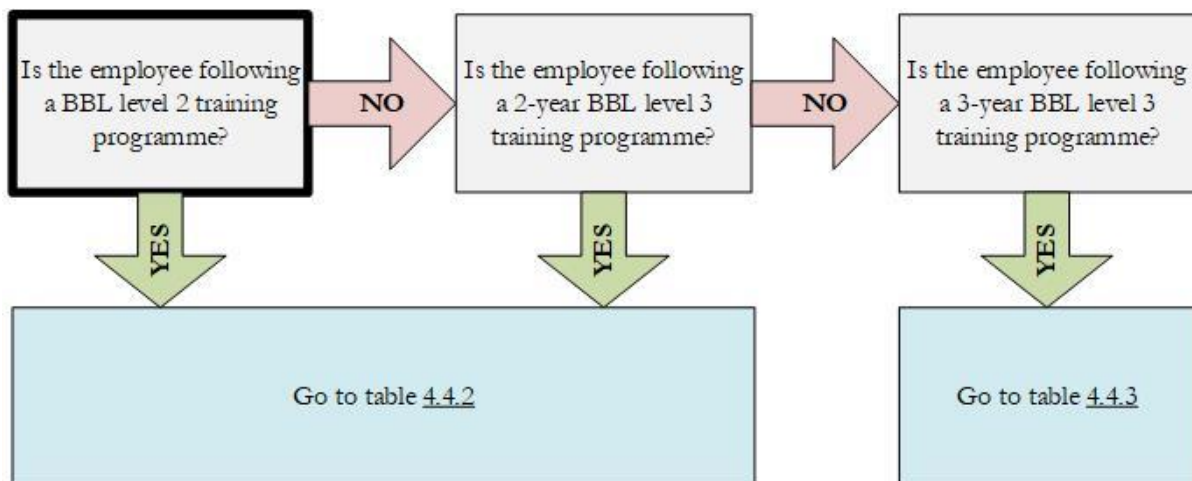 Is the employee following
a BBL level 2 training
programme?
NO
Is the employee following
a 2-year BBL level 3
training programme?
NO
Is the employee following
a 3-year BBL level 3
training programme?
YES
YES
YES
Go to table 4.4.2
Go to table 4.4.3